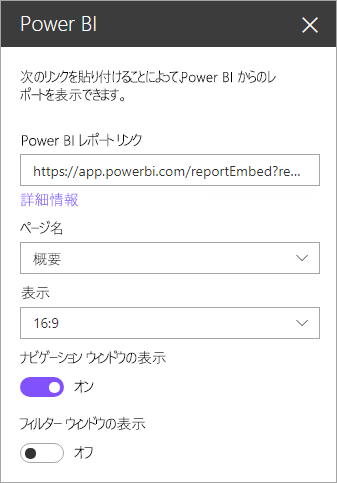 Power BI
次のリンクを貼り付けることによって､Power BI からのレ
ポートを表示できます。
Power BI レポート リンク
https://app.powerbi.com/reportEmbed?re...
詳細情報
ページ名
概要
表示
16:9
ナビゲーション ウィンドウの表示
オン
フィルター ウィンドウの表示
オフ